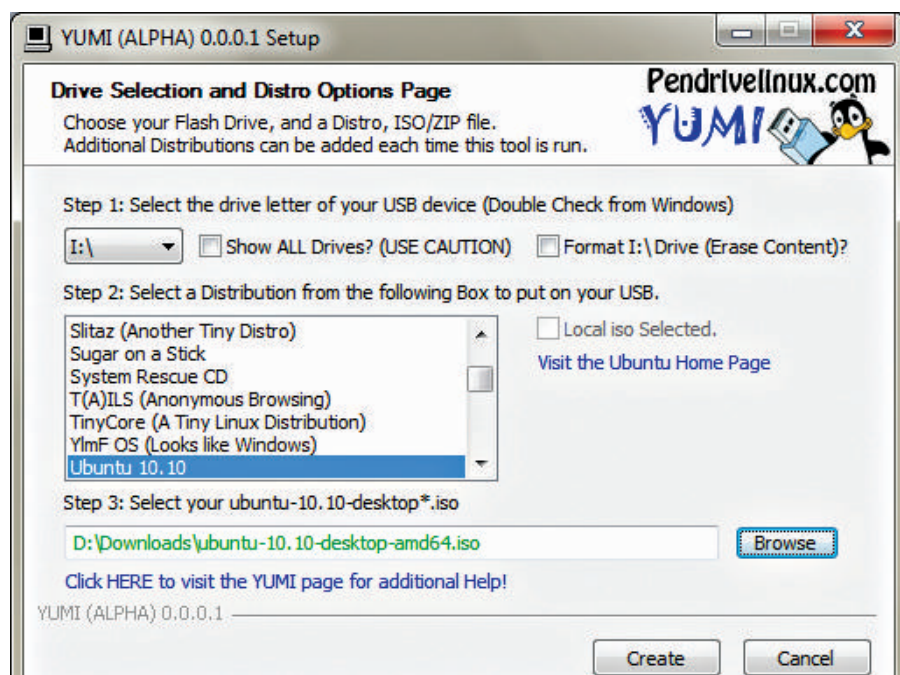 YUMI (ALPHA) 0.0.0.1 Setup
Drive Selection and Distro Options Page
Choose your Flash Drive, and a Distro, ISO/ZIP file.
Additional Distributions can be added each time this tool is run.
Pendrivelinux.com
YUMI
Step 1: Select the drive letter of your USB device (Double Check from Windows)
I:\ Show ALL Drives? (USE CAUTION) Format I:\ Drive (Erase Content)?
Step 2: Select a Distribution from the following Box to put on your USB.
Slitaz (Another Tiny Distro)
Sugar on a Stick
System Rescue CD
T(A)ILS (Anonymous Browsing)
TinyCore (A Tiny Linux Distribution)
YlmF OS (Looks like Windows)
Ubuntu 10.10
Local iso Selected.
Visit the Ubuntu Home Page
Step 3: Select your ubuntu-10.10-desktop*.iso
D:\Downloads\ubuntu-10.10-desktop-amd64.iso Browse
Click HERE to visit the YUMI page for additional Help!
YUMI (ALPHA) 0.0.0.1
Create Cancel